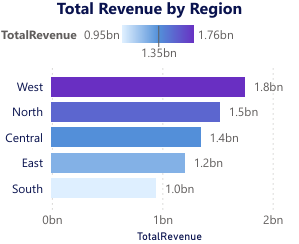 Total Revenue by Region
TotalRevenue 0.95bn 1.76bn
1.35bn
West 1.8bn
North 1.5bn
Central 1.4bn
East 1.2bn
South 1.0bn
0bn 1bn 2bn
TotalRevenue